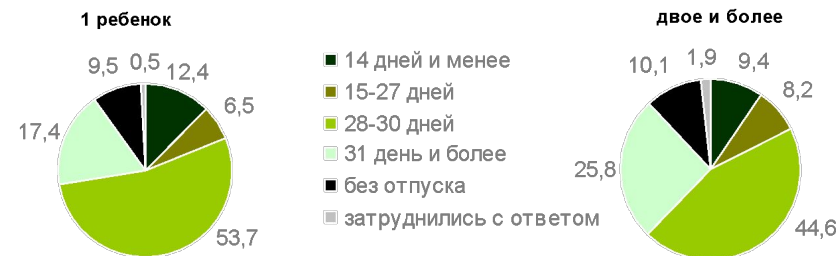 1 ребенок
9,5
0,5
12,4
6,5
17,4
53,7
14 дней и менее
15-27 дней
28-30 дней
31 день и более
без отпуска
затруднились с ответом
двое и более
10,1
1,9
9,4
8,2
25,8
44,6